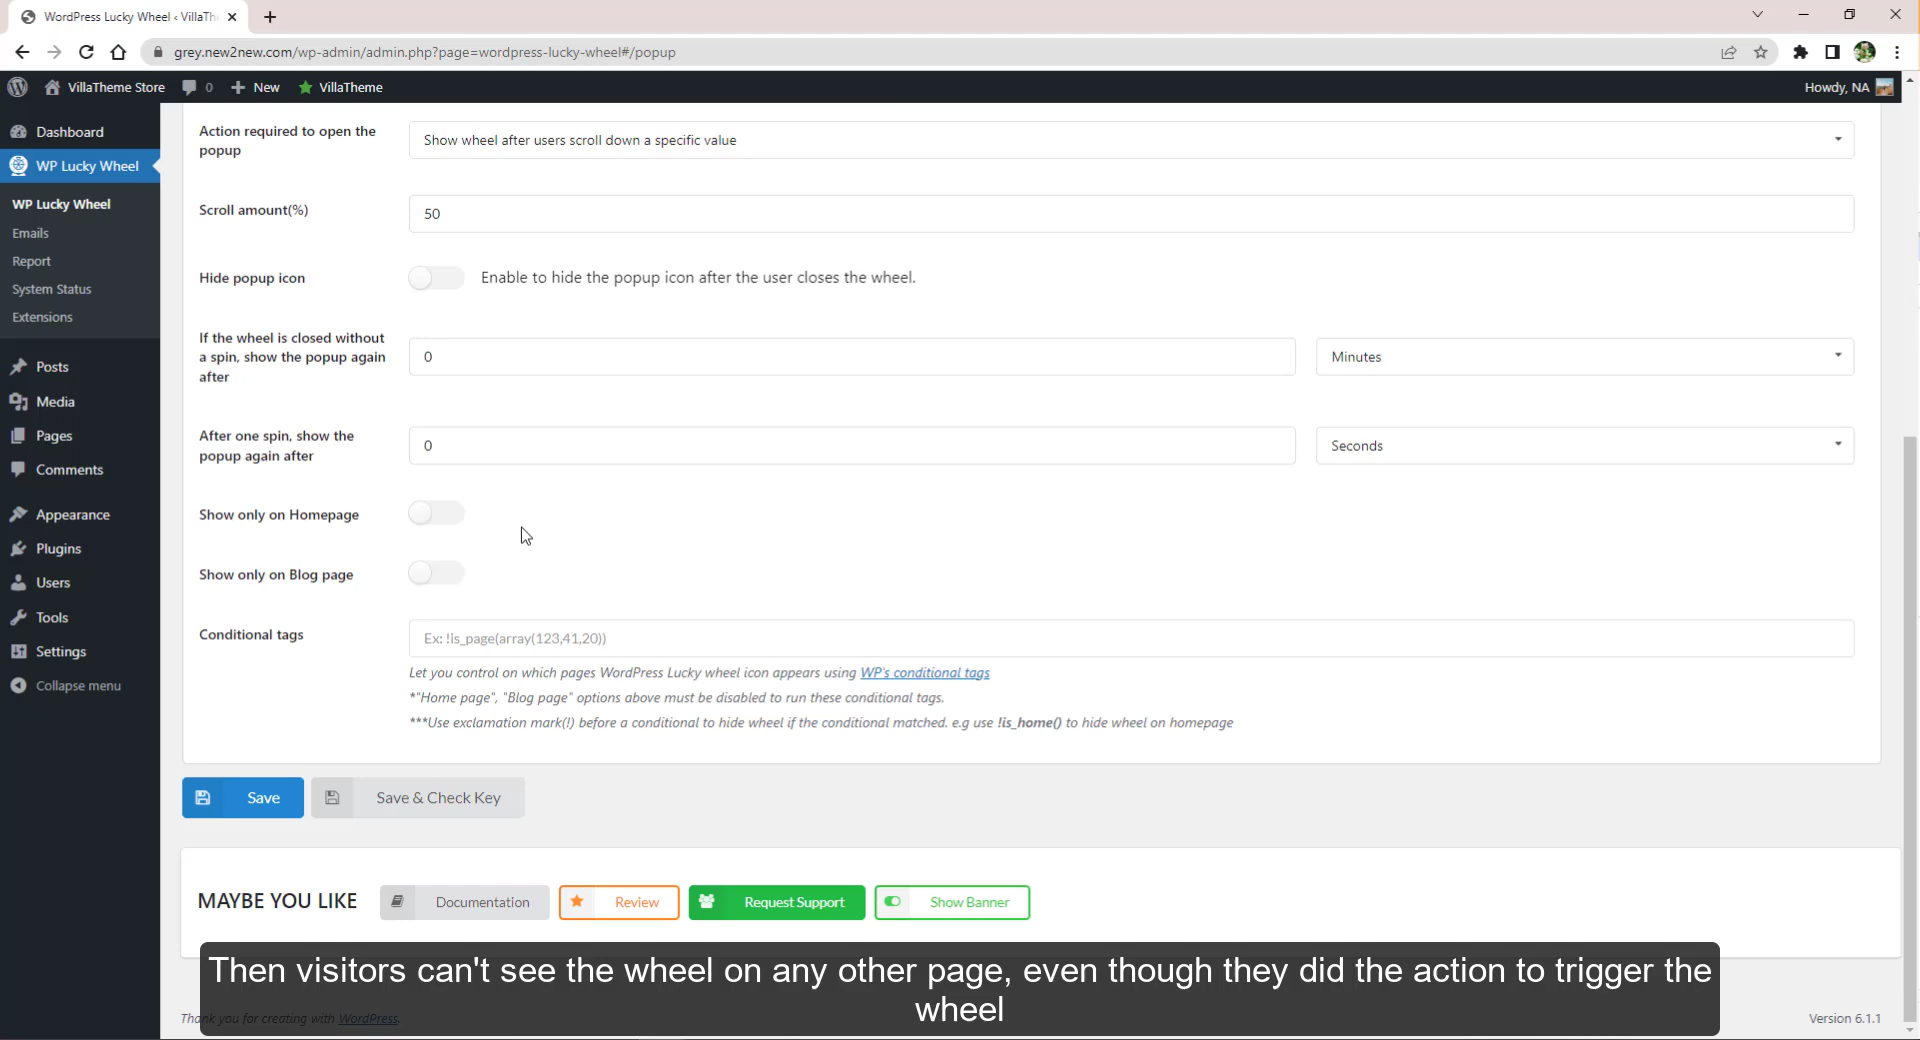 WordPress Lucky Wheel ‹ VillaTh
grey.new2new.com/wp-admin/admin.php?page=wordpress-lucky-wheel#/popup
VillaTheme Store
0
New
VillaTheme
Howdy, NA
Dashboard
WP Lucky Wheel
WP Lucky Wheel
Emails
Report
System Status
Extensions
Posts
Media
Pages
Comments
Appearance
Plugins
Users
Tools
Settings
Collapse menu
Action required to open the
popup
Show wheel after users scroll down a specific value
Scroll amount(%)
50
Hide popup icon
Enable to hide the popup icon after the user closes the wheel.
If the wheel is closed without
a spin, show the popup again
after
0
Minutes
After one spin, show the
popup again after
0
Seconds
Show only on Homepage
Show only on Blog page
Conditional tags
Ex: !is_page(array(123,41,20))
Let you control on which pages WordPress Lucky wheel icon appears using WP's conditional tags
*"Home page", "Blog page" options above must be disabled to run these conditional tags.
***Use exclamation mark(!) before a conditional to hide wheel if the conditional matched. e.g use !is_home() to hide wheel on homepage
Save
Save & Check Key
MAYBE YOU LIKE
Documentation
Review
Request Support
Show Banner
Then visitors can't see the wheel on any other page, even though they did the action to trigger the
wheel
Thank you for creating with WordPress.
Version 6.1.1